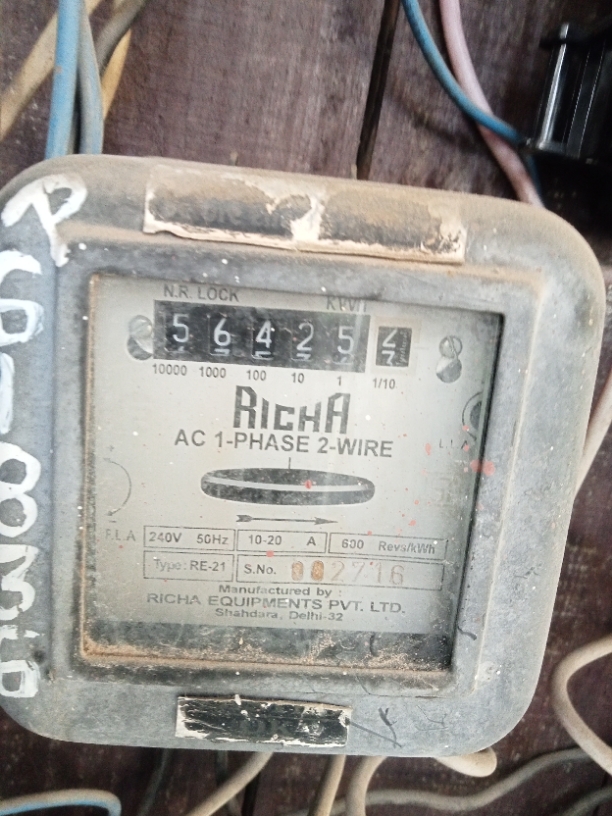 N.R. LOCK KWH
5 6 4 2 5
10000 1000 100 10 1 1/10
RICHA
AC 1-PHASE 2-WIRE
F.L.A 240V 50Hz 10-20 A 600 Revs/kWh
Type: RE-21 S.No. 002716
Manufactured by :
RICHA EQUIPMENTS PVT. LTD.
Shahdara, Delhi-32